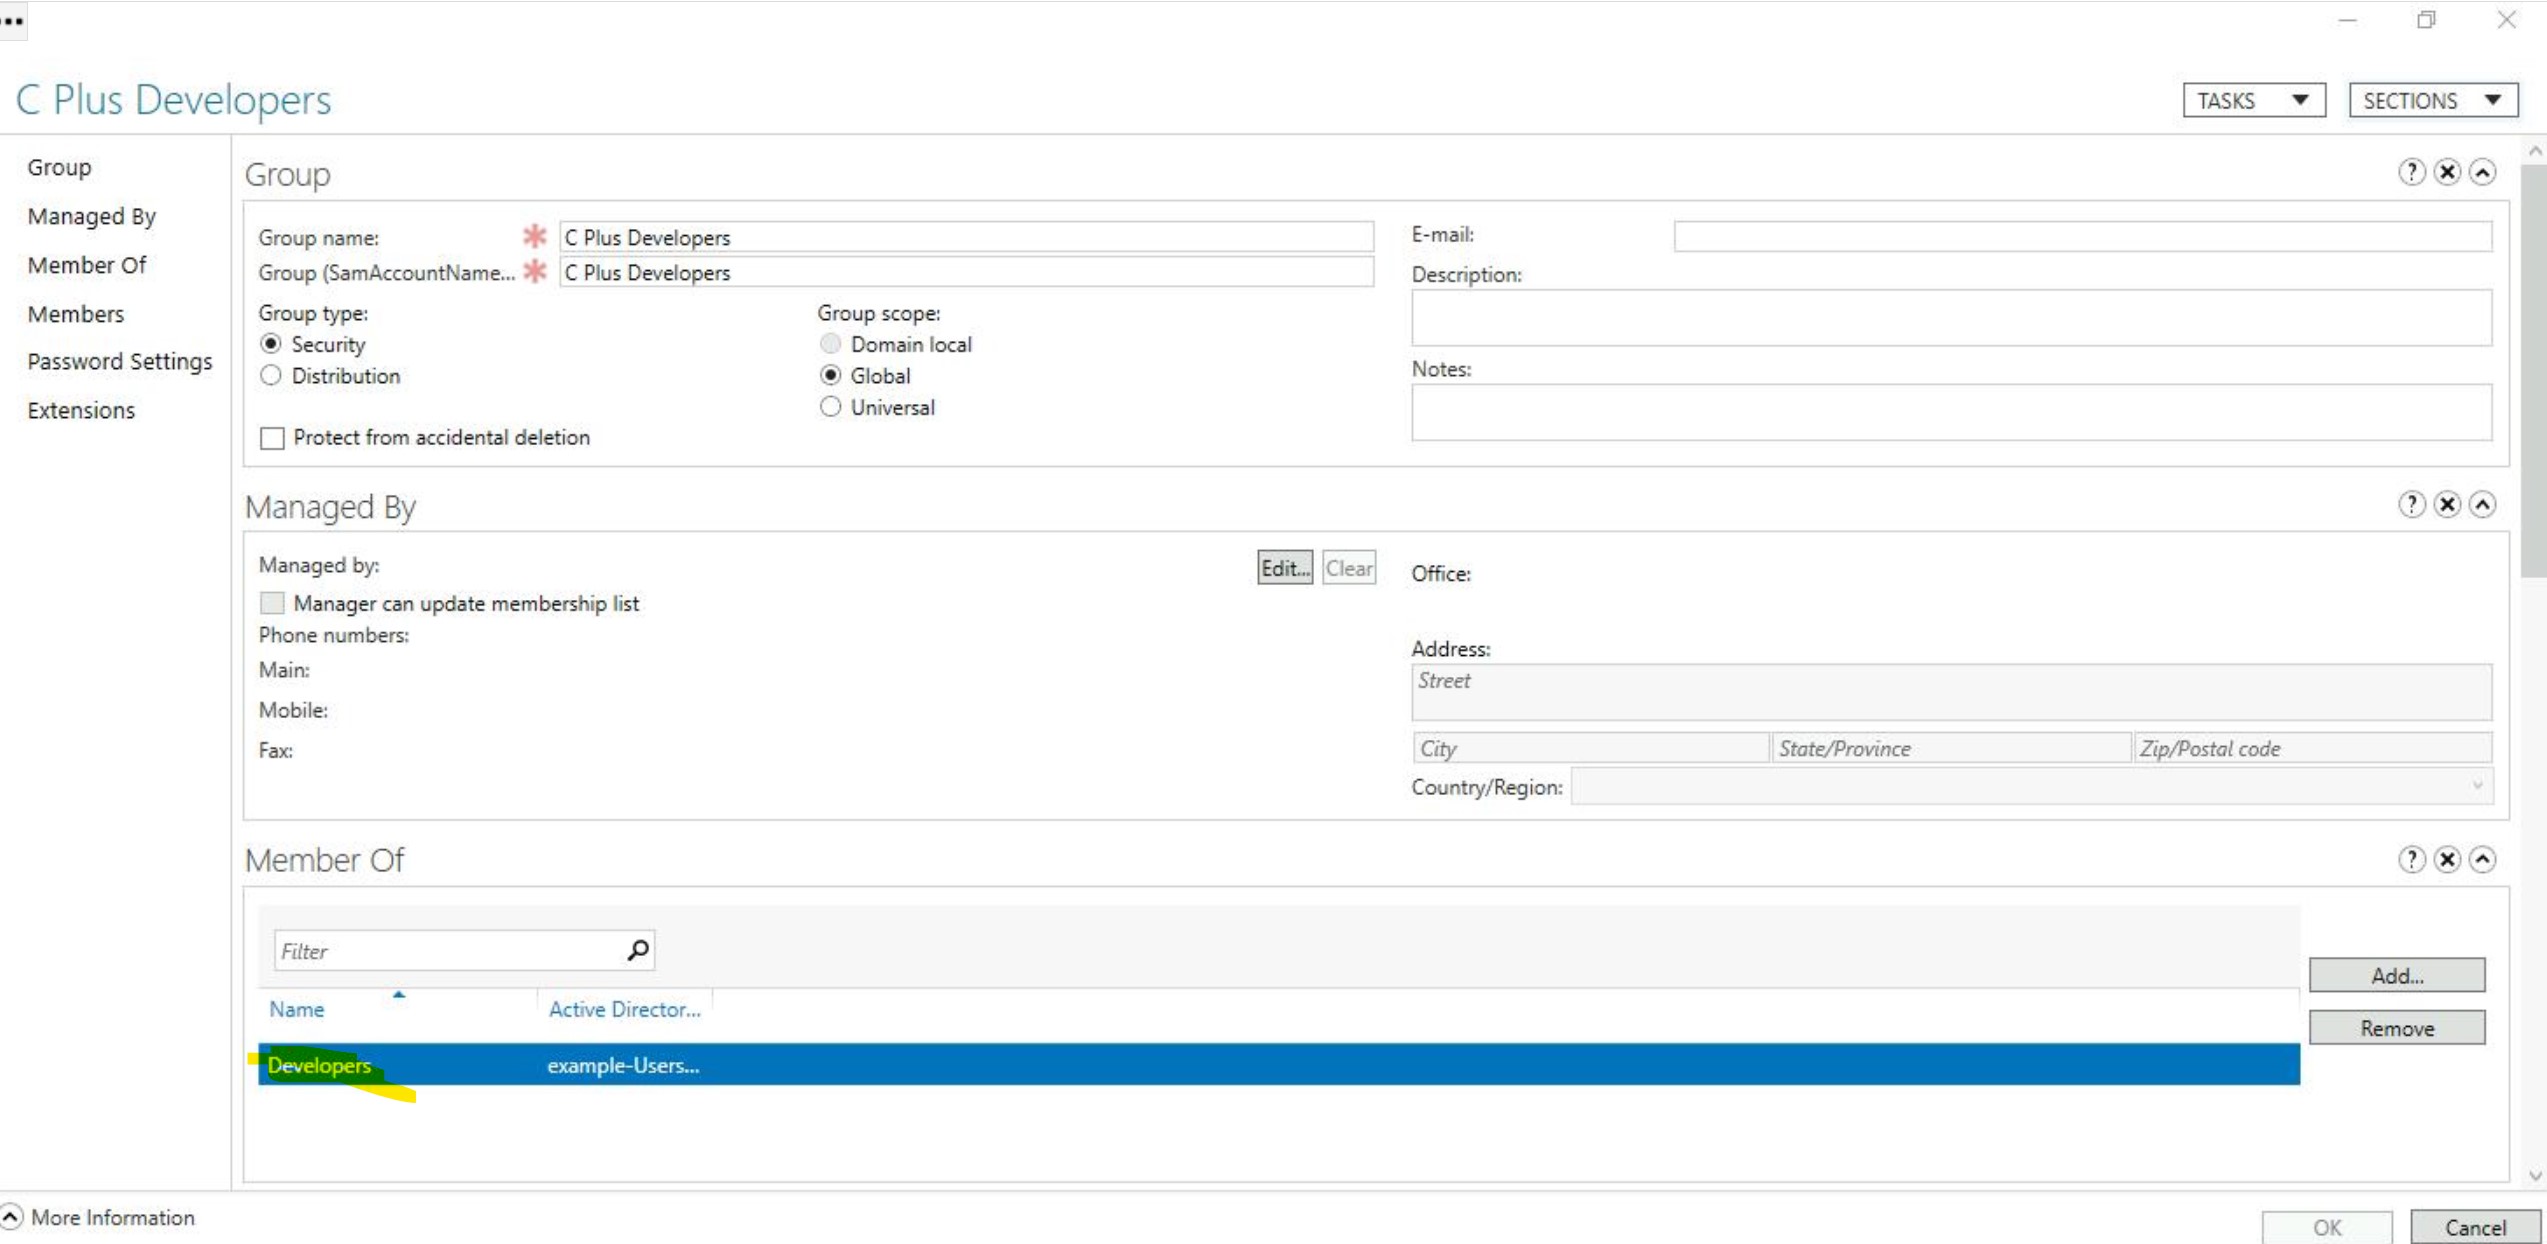 C Plus Developers
TASKS
SECTIONS
Group
Managed By
Member Of
Members
Password Settings
Extensions
Group
Group name:
C Plus Developers
Group (SamAccountName...
C Plus Developers
Group type:
Security
Distribution
Group scope:
Domain local
Global
Universal
Protect from accidental deletion
E-mail:
Description:
Notes:
Managed By
Managed by:
Edit...
Clear
Manager can update membership list
Phone numbers:
Main:
Mobile:
Fax:
Office:
Address:
Street
City
State/Province
Zip/Postal code
Country/Region:
Member Of
Filter
Name
Active Director...
Developers
example-Users...
Add...
Remove
More Information
OK
Cancel